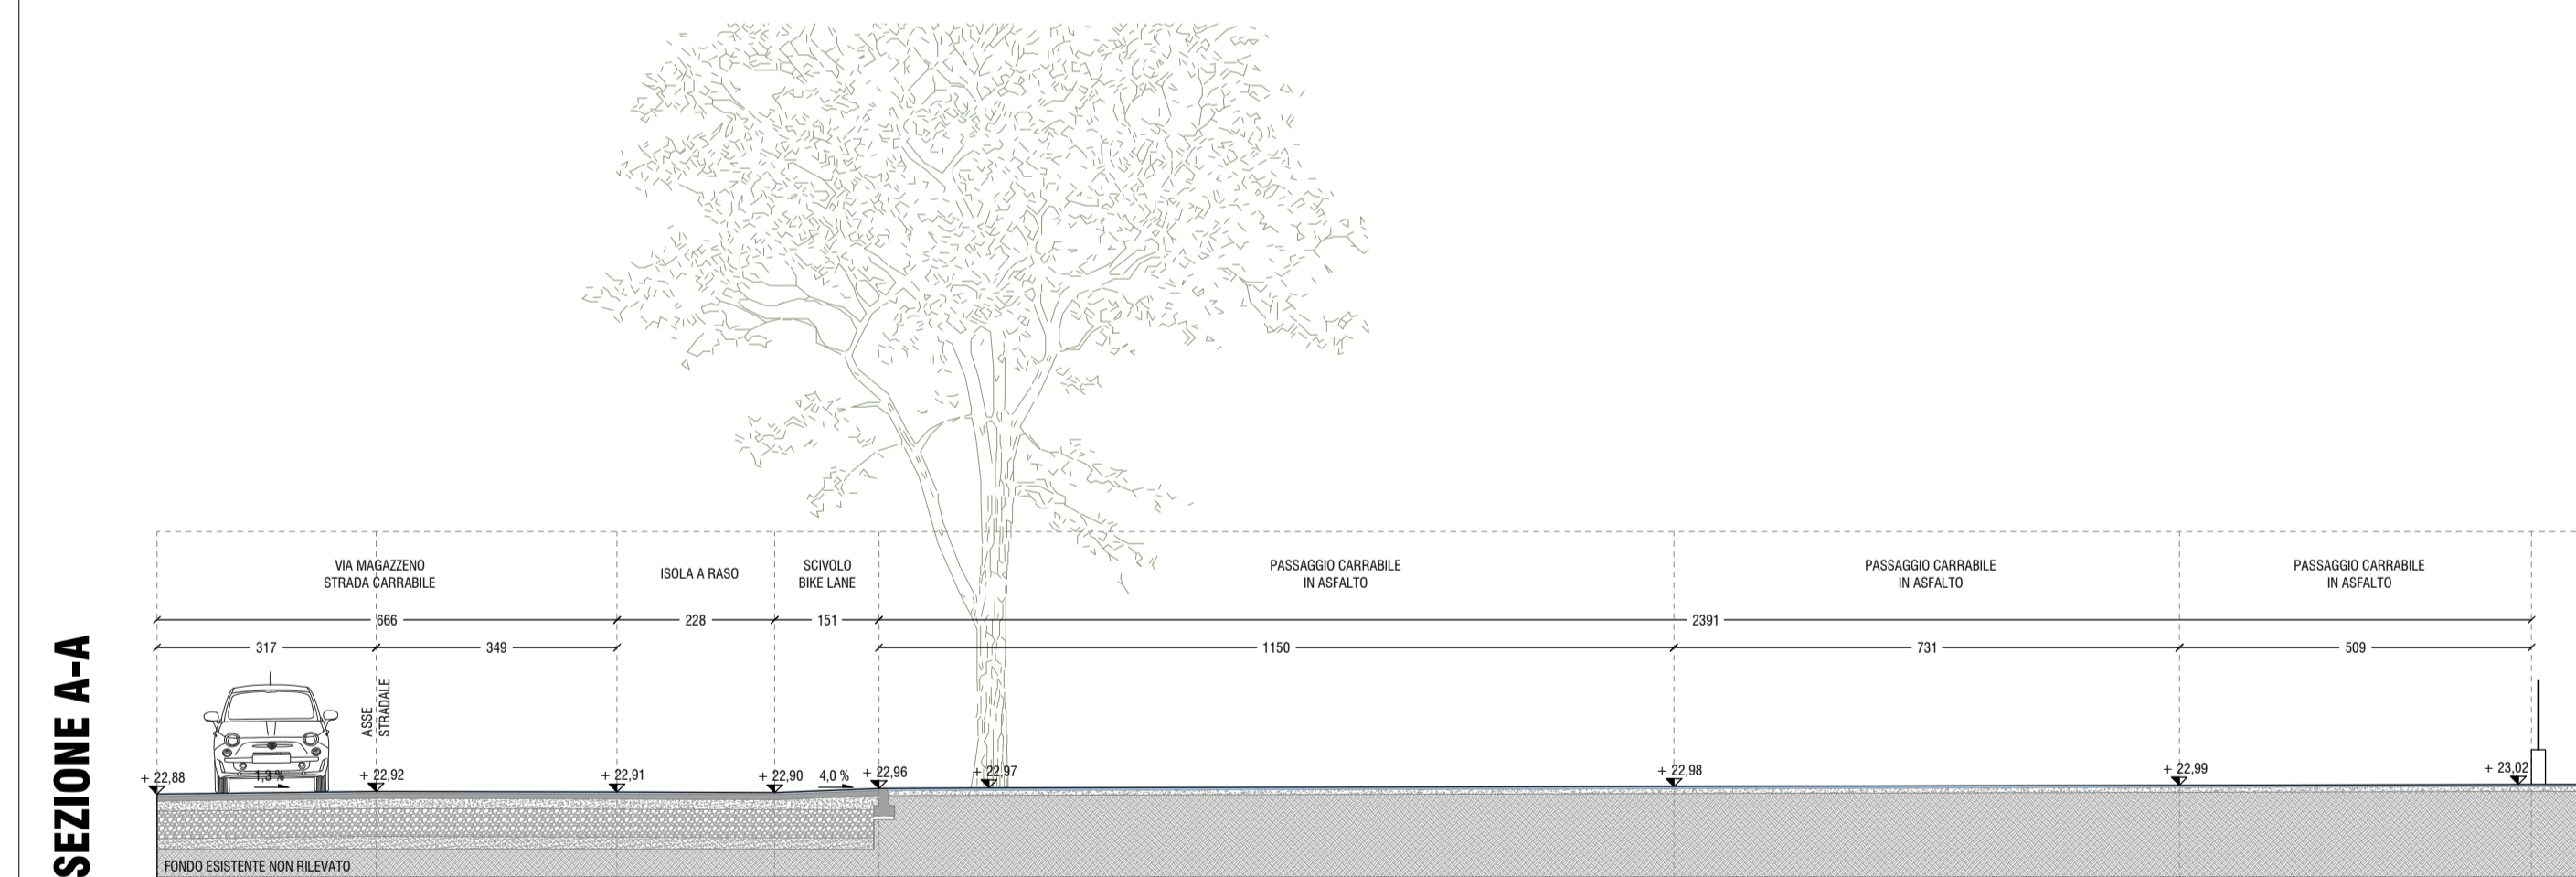 SEZIONE A-A
VIA MAGAZZENO
STRADA CARRABILE
ISOLA A RASO
SCIVOLO
BIKE LANE
PASSAGGIO CARRABILE
IN ASFALTO
PASSAGGIO CARRABILE
IN ASFALTO
PASSAGGIO CARRABILE
IN ASFALTO
666
228
151
2391
317
349
1150
731
509
ASSE
STRADALE
+ 22,88
1,3 %
+ 22,92
+ 22,91
+ 22,90
4,0 %
+ 22,96
+ 22,97
+ 22,98
+ 22,99
+ 23,02
FONDO ESISTENTE NON RILEVATO